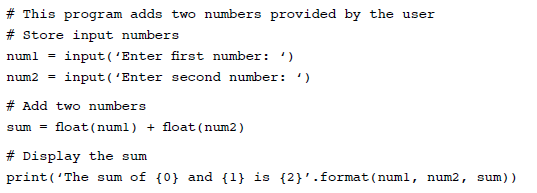 # This program adds two numbers provided by the user
# Store input numbers
num1 = input(‘Enter first number: ‘)
num2 = input(‘Enter second number: ‘)
# Add two numbers
sum = float(num1) + float(num2)
# Display the sum
print(‘The sum of {0} and {1} is {2}’.format(num1, num2, sum))